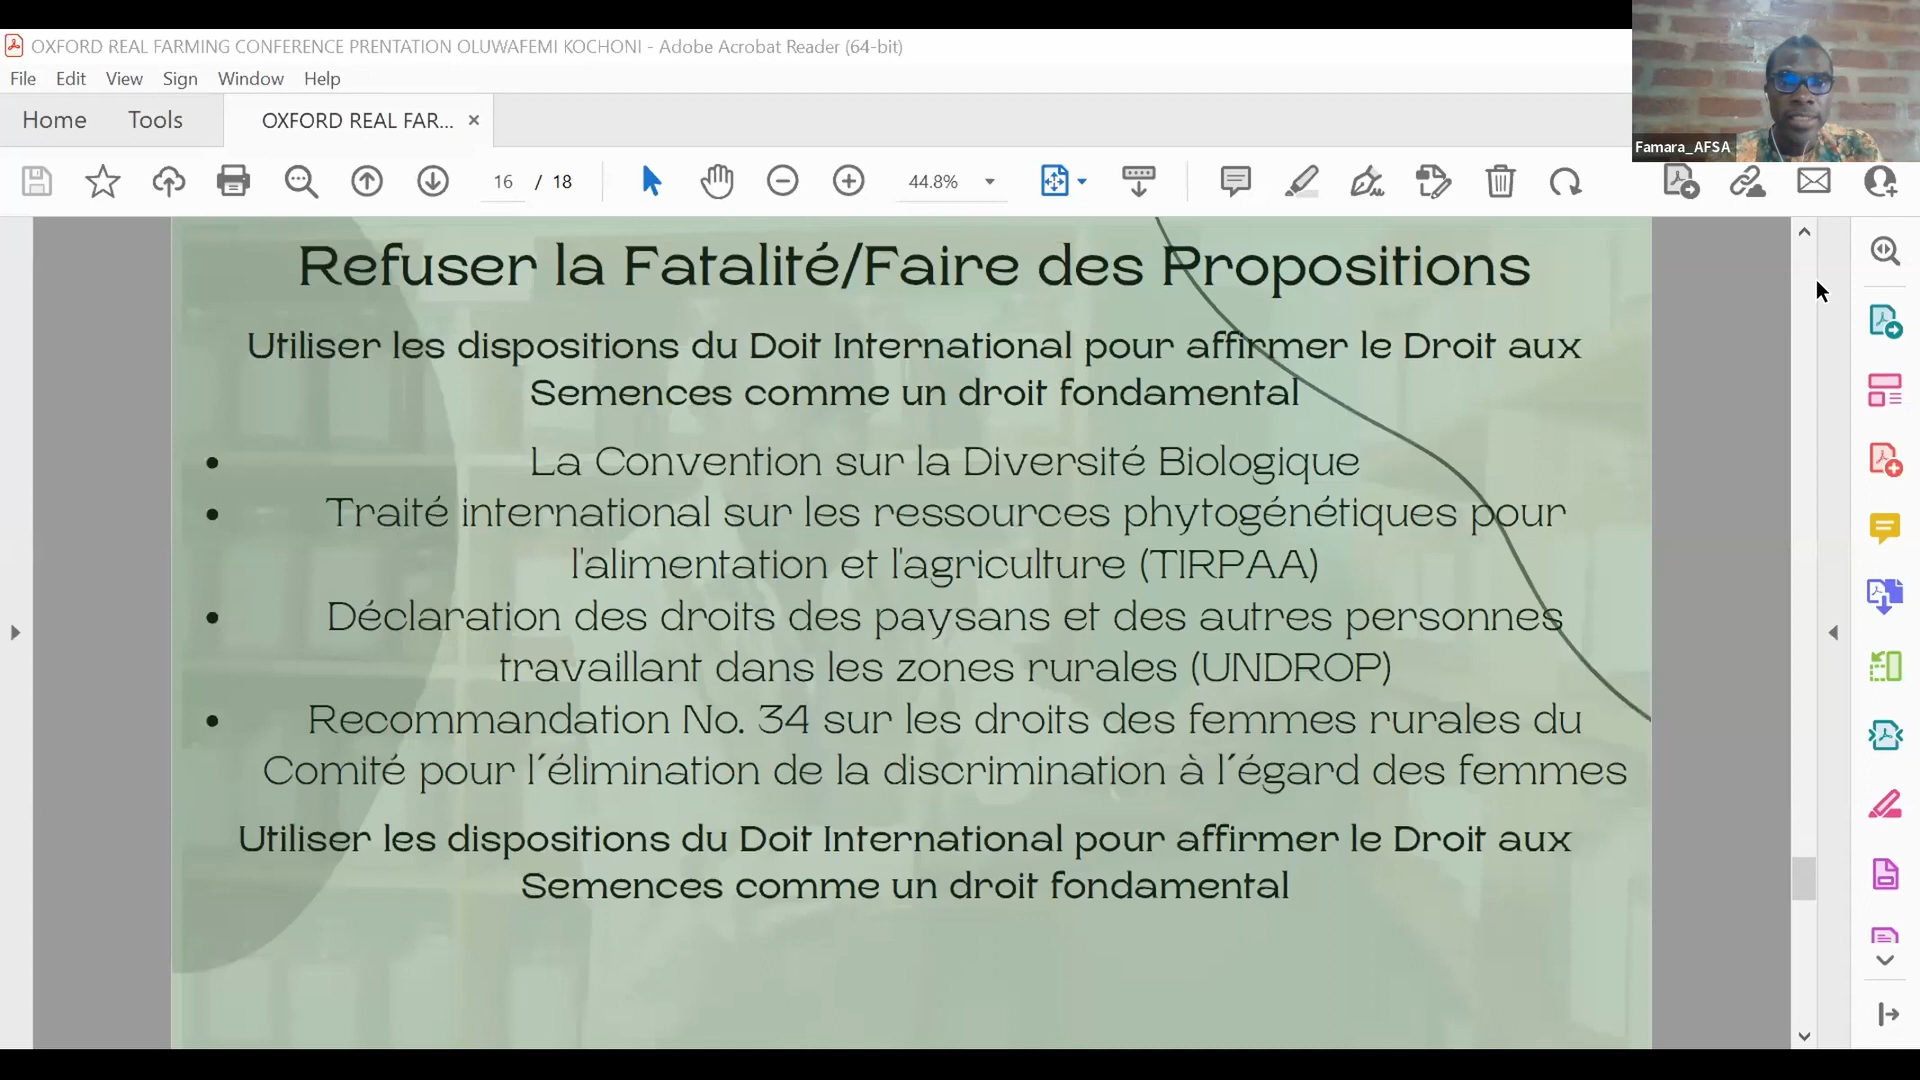 OXFORD REAL FARMING CONFERENCE PRENTATION OLUWAFEMI KOCHONI - Adobe Acrobat Reader (64-bit)
File Edit View Sign Window Help
Home Tools OXFORD REAL FAR... ×
Famara_AFSA
16 / 18 44.8%
Refuser la Fatalité/Faire des Propositions
Utiliser les dispositions du Doit International pour affirmer le Droit aux
Semences comme un droit fondamental
• La Convention sur la Diversité Biologique
• Traité international sur les ressources phytogénétiques pour
l'alimentation et l'agriculture (TIRPAA)
• Déclaration des droits des paysans et des autres personnes
travaillant dans les zones rurales (UNDROP)
• Recommandation No. 34 sur les droits des femmes rurales du
Comité pour l´élimination de la discrimination à l´égard des femmes
Utiliser les dispositions du Doit International pour affirmer le Droit aux
Semences comme un droit fondamental